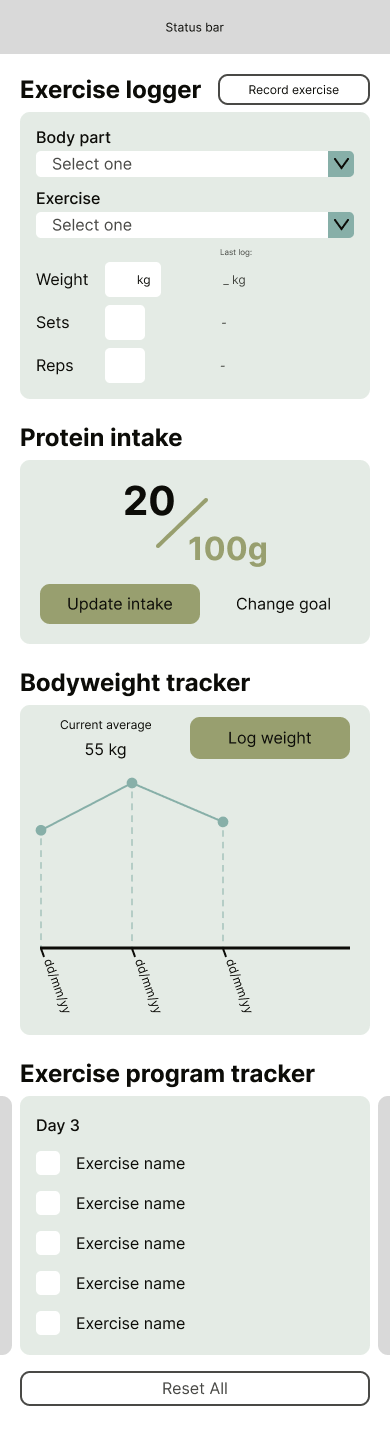 Status bar
Exercise logger
Record exercise
Body part
Select one
Exercise
Select one
Last log:
Weight kg _ kg
Sets -
Reps -
Protein intake
20
100g
Update intake
Change goal
Bodyweight tracker
Current average
55 kg
Log weight
dd/mm/yy
dd/mm/yy
dd/mm/yy
Exercise program tracker
Day 3
Exercise name
Exercise name
Exercise name
Exercise name
Exercise name
Reset All